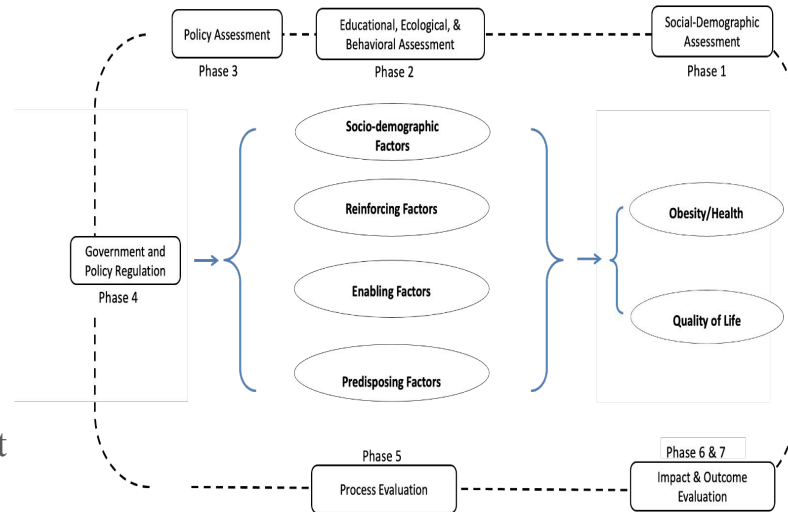 Policy Assessment
Educational, Ecological, &
Behavioral Assessment
Social-Demographic
Assessment
Phase 3
Phase 2
Phase 1
Socio-demographic
Factors
Reinforcing Factors
Obesity/Health
Government and
Policy Regulation
Phase 4
Enabling Factors
Quality of Life
Predisposing Factors
t
Phase 5
Phase 6 & 7
Process Evaluation
Impact & Outcome
Evaluation